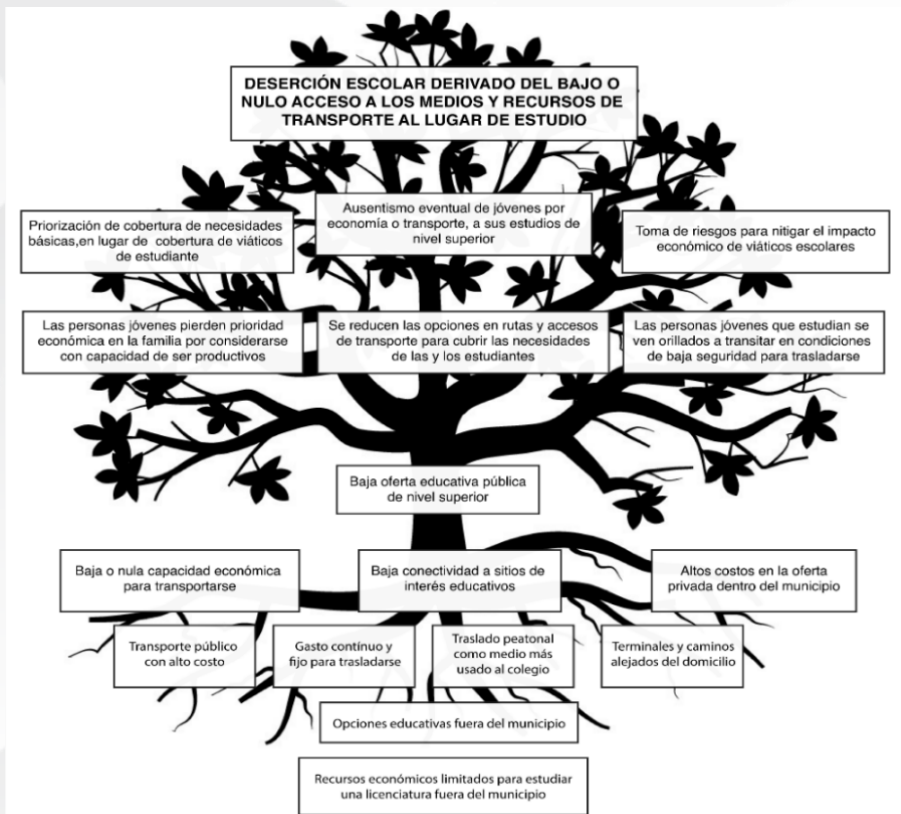 DESERCIÓN ESCOLAR DERIVADO DEL BAJO O
NULO ACCESO A LOS MEDIOS Y RECURSOS DE
TRANSPORTE AL LUGAR DE ESTUDIO
Priorización de cobertura de necesidades
básicas,en lugar de cobertura de viáticos
de estudiante
Ausentismo eventual de jóvenes por
economía o transporte, a sus estudios de
nivel superior
Toma de riesgos para nitigar el impacto
económico de viáticos escolares
Las personas jóvenes pierden prioridad
económica en la familia por considerarse
con capacidad de ser productivos
Se reducen las opciones en rutas y accesos
de transporte para cubrir las necesidades
de las y los estudiantes
Las personas jóvenes que estudian se
ven orillados a transitar en condiciones
de baja seguridad para trasladarse
Baja oferta educativa pública
de nivel superior
Baja o nula capacidad económica
para transportarse
Baja conectividad a sitios de
interés educativos
Altos costos en la oferta
privada dentro del municipio
Transporte público
con alto costo
Gasto contínuo y
fijo para trasladarse
Traslado peatonal
como medio más
usado al colegio
Terminales y caminos
alejados del domicilio
Opciones educativas fuera del municipio
Recursos económicos limitados para estudiar
una licenciatura fuera del municipio